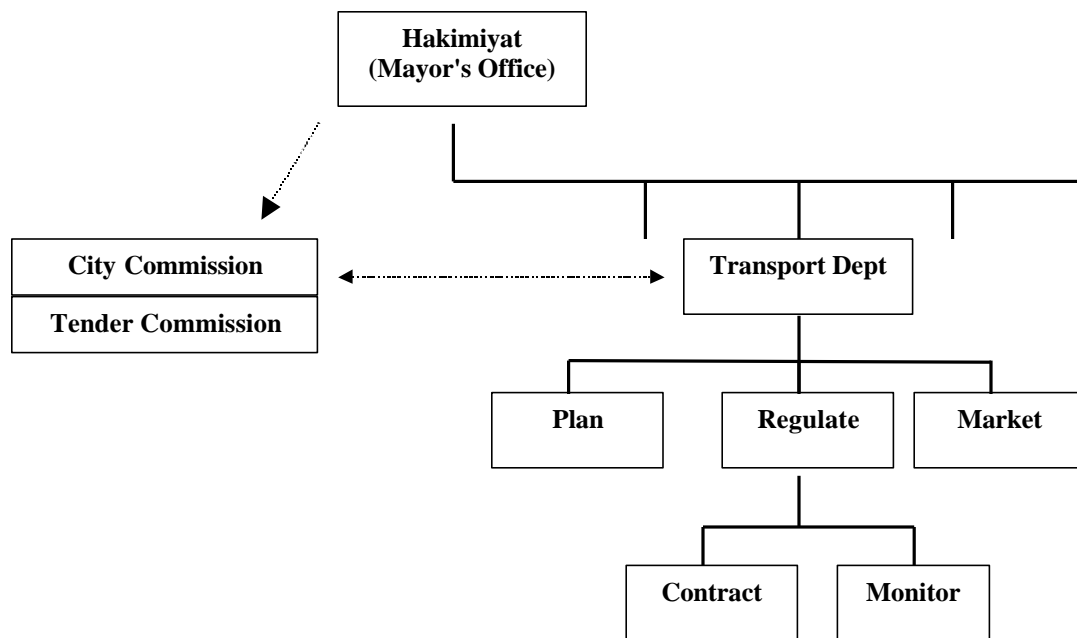 Hakimiyat
(Mayor's Office)
City Commission
Transport Dept
Tender Commission
Plan
Regulate
Market
Contract
Monitor